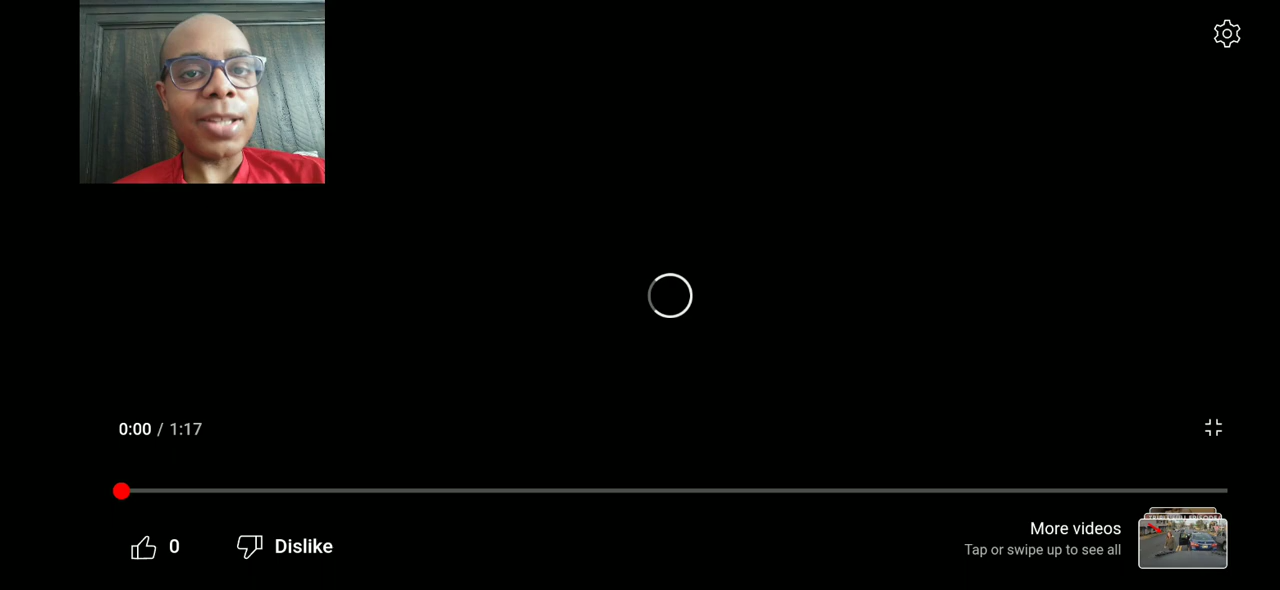 0:00 / 1:17
0
Dislike
More videos
Tap or swipe up to see all